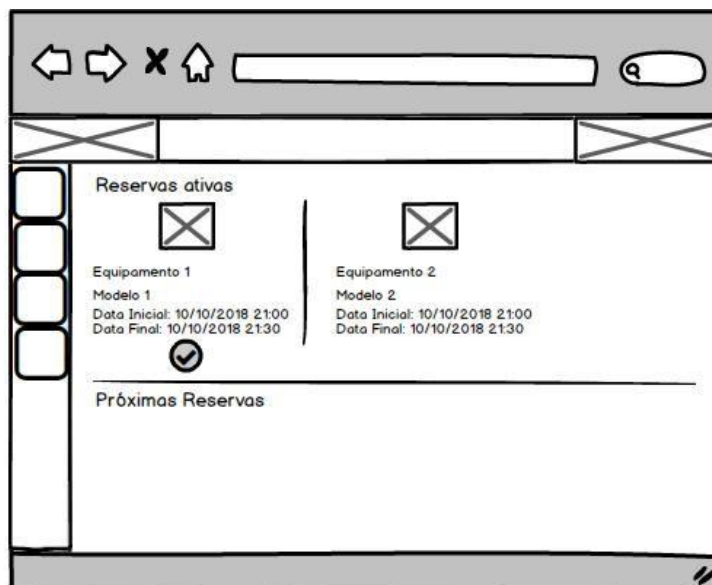 Reservas ativas
Equipamento 1
Modelo 1
Data Inicial: 10/10/2018 21:00
Data Final: 10/10/2018 21:30
Equipamento 2
Modelo 2
Data Inicial: 10/10/2018 21:00
Data Final: 10/10/2018 21:30
Próximas Reservas